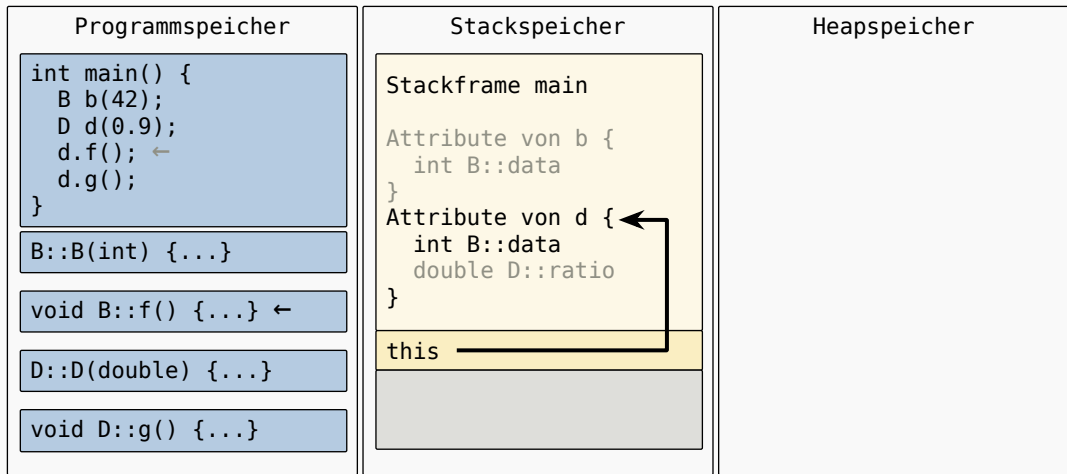 Programmspeicher
int main() {
  B b(42);
  D d(0.9);
  d.f(); ←
  d.g();
}
B::B(int) {...}
void B::f() {...} ←
D::D(double) {...}
void D::g() {...}
Stackspeicher
Stackframe main
Attribute von b {
  int B::data
}
Attribute von d {
  int B::data
  double D::ratio
}
this
Heapspeicher